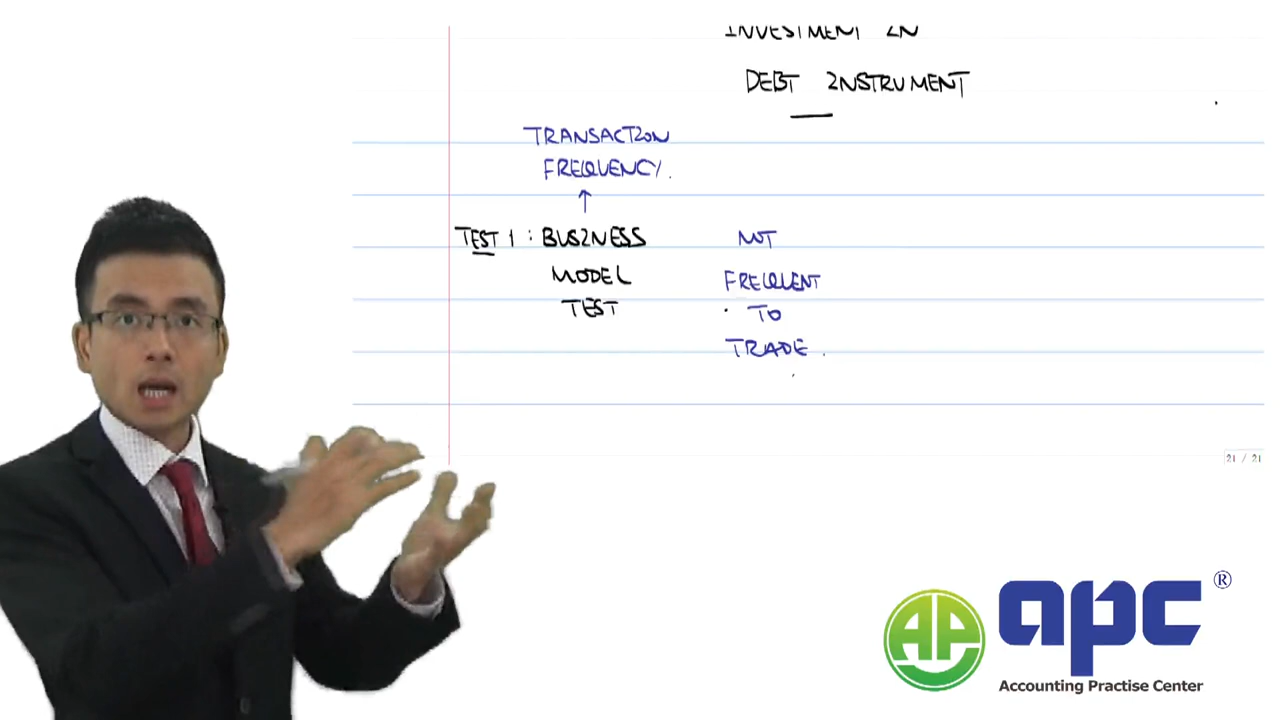 INVESTMENT IN
DEBT INSTRUMENT
TRANSACTION
FREQUENCY.
TEST 1 : BUSINESS
MODEL
TEST
NOT
FREQUENT
TO
TRADE.
21 / 21
AP
apc®
Accounting Practise Center